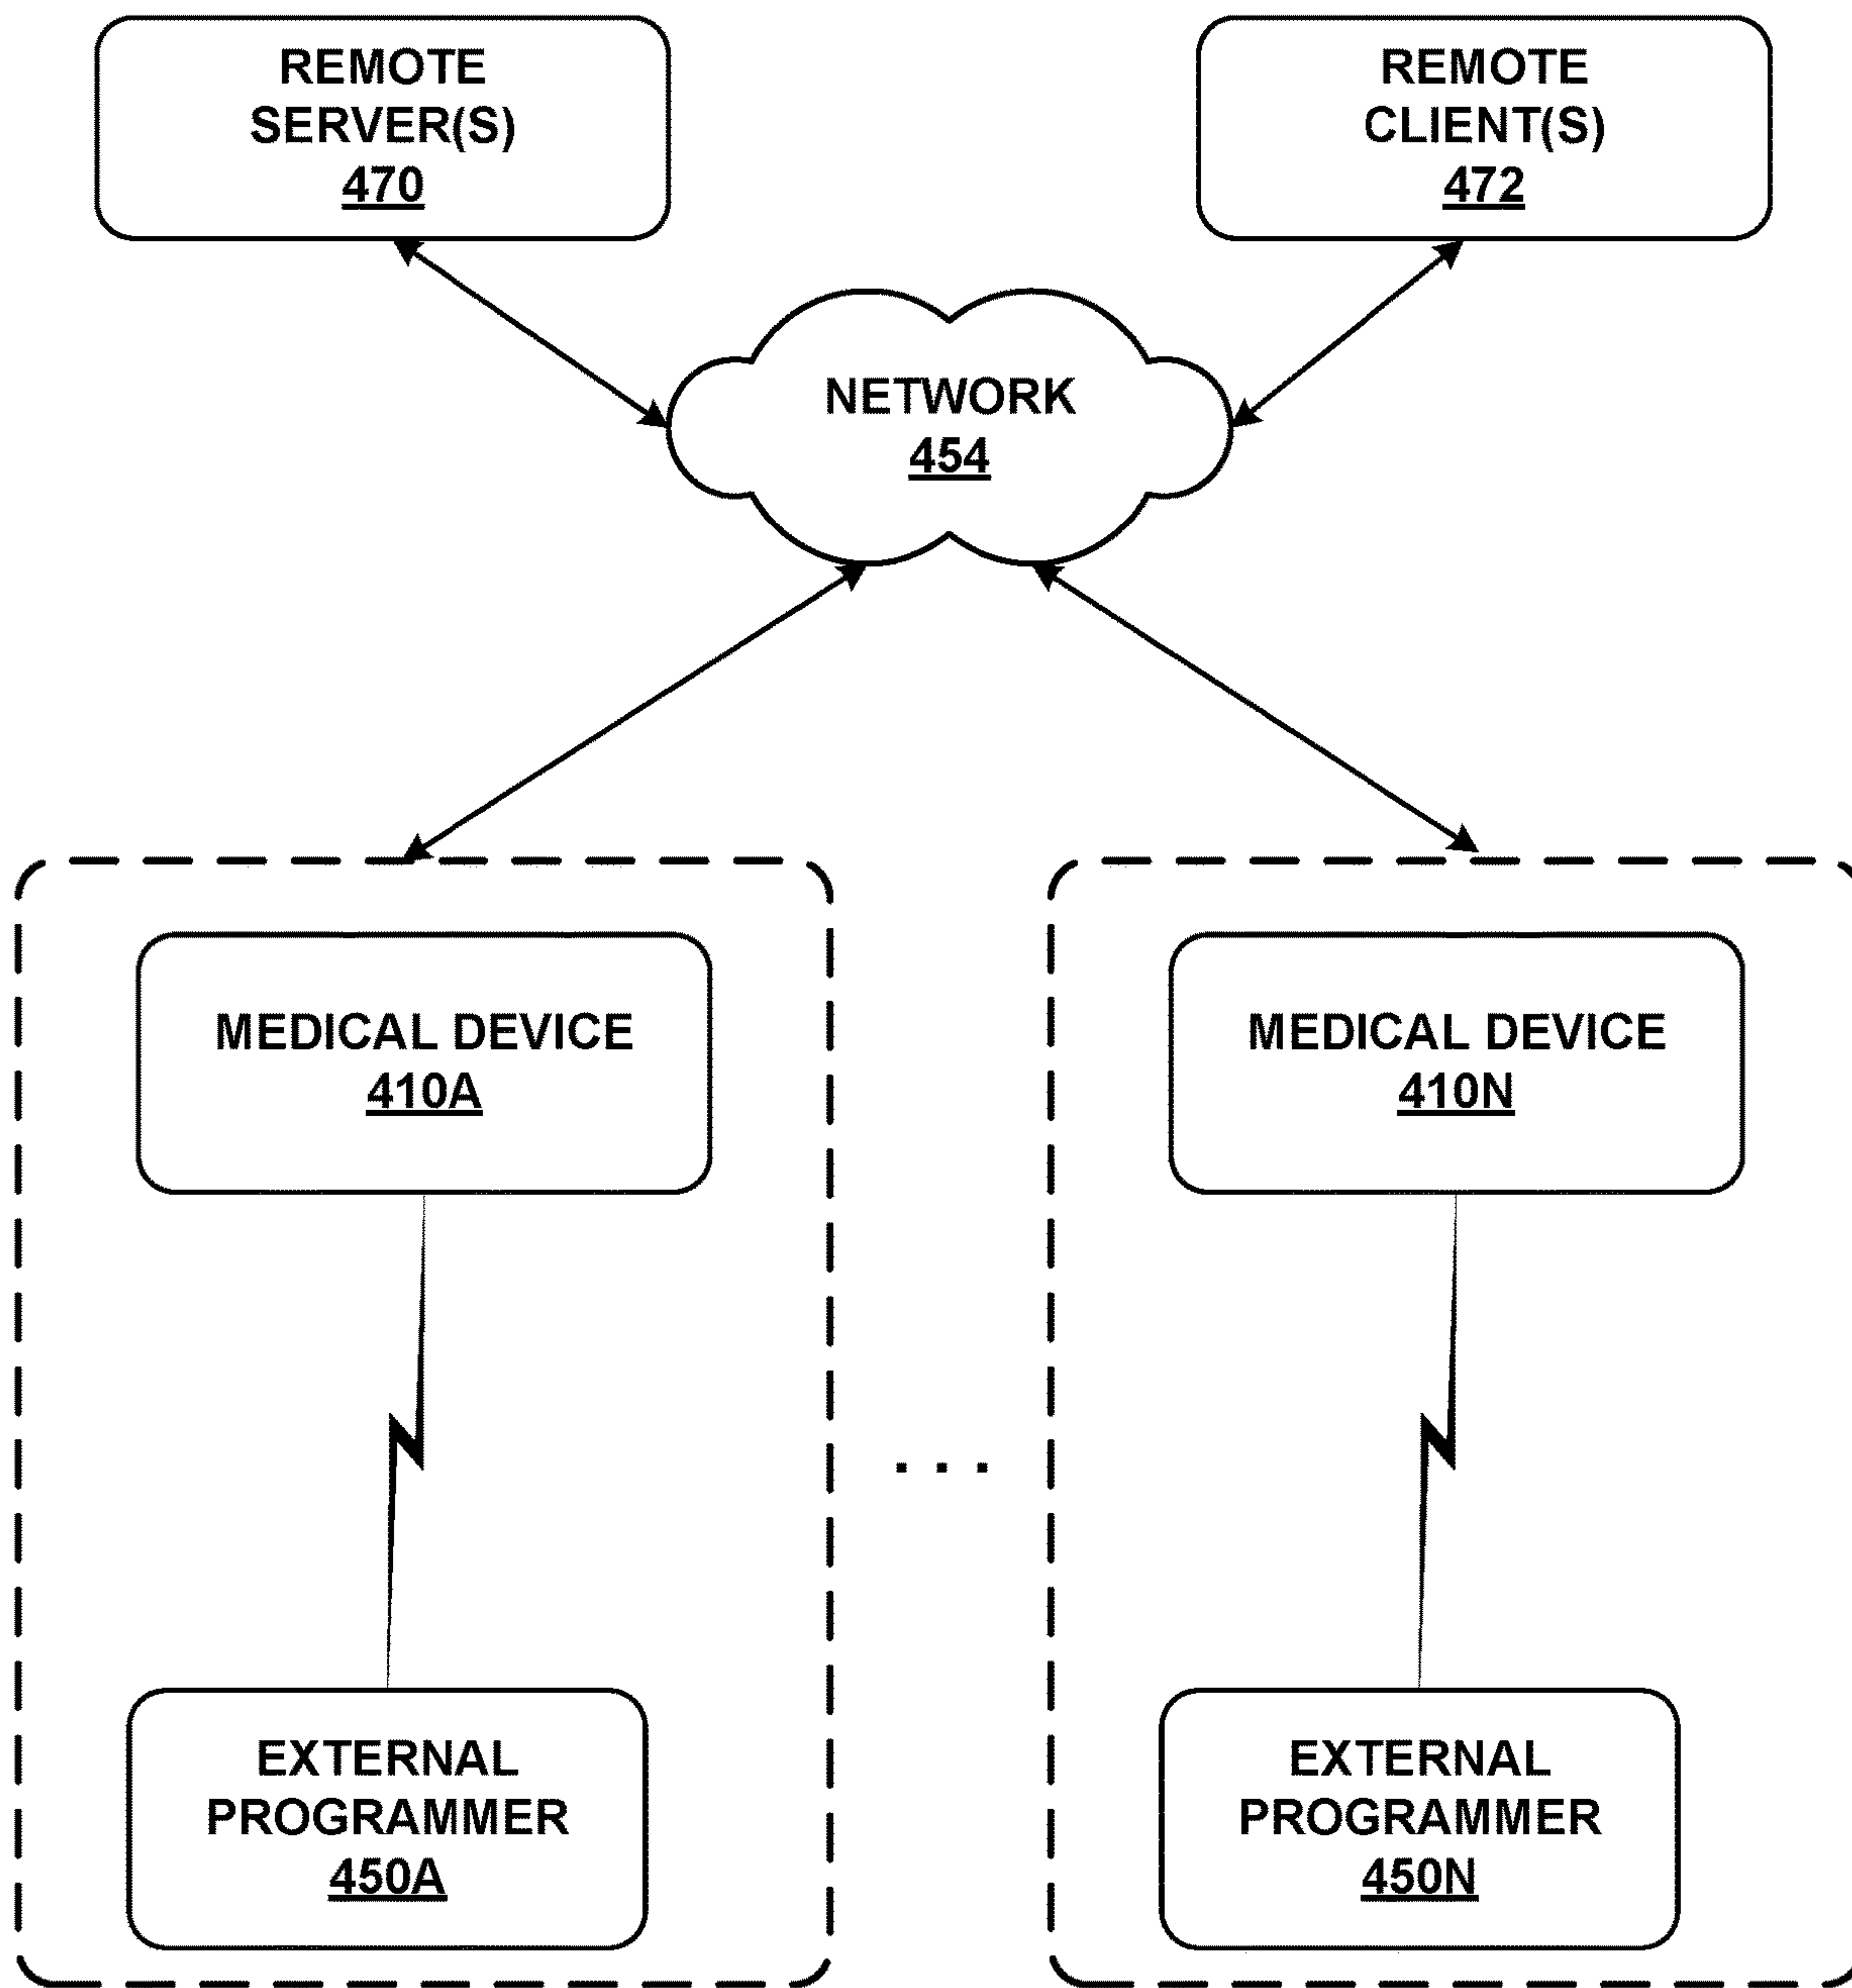 REMOTE
SERVER(S)
470
REMOTE
CLIENT(S)
472
NETWORK
454
MEDICAL DEVICE
410A
MEDICAL DEVICE
410N
. . .
EXTERNAL
PROGRAMMER
450A
EXTERNAL
PROGRAMMER
450N